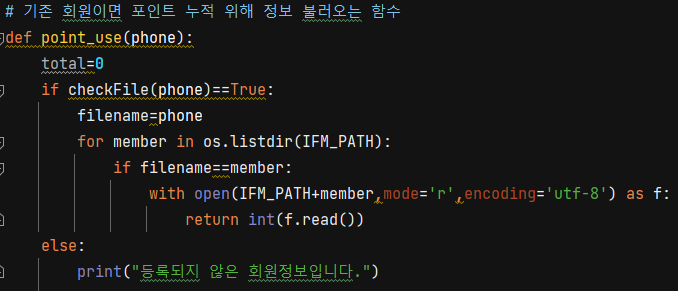 # 기존 회원이면 포인트 누적 위해 정보 불러오는 함수
def point_use(phone):
    total=0
    if checkFile(phone)==True:
        filename=phone
        for member in os.listdir(IFM_PATH):
            if filename==member:
                with open(IFM_PATH+member,mode='r',encoding='utf-8') as f:
                    return int(f.read())
    else:
        print("등록되지 않은 회원정보입니다.")